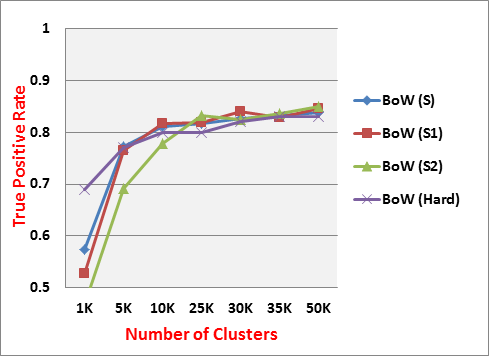 1
0.9
0.8
0.7
0.6
0.5
True Positive Rate
1K 5K 10K 25K 30K 35K 50K
Number of Clusters
BoW (S)
BoW (S1)
BoW (S2)
BoW (Hard)